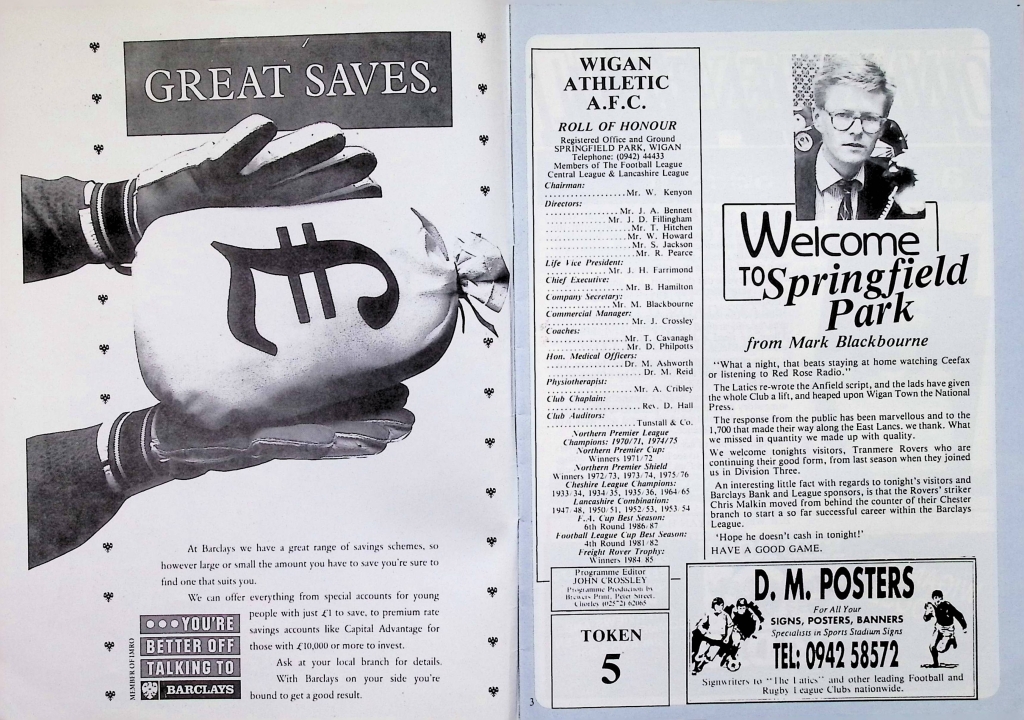 GREAT SAVES.
At Barclays we have a great range of savings schemes, so
however large or small the amount you have to save you're sure to
find one that suits you.
We can offer everything from special accounts for young
people with just £1 to save, to premium rate
savings accounts like Capital Advantage for
those with £10,000 or more to invest.
Ask at your local branch for details.
With Barclays on your side you're
bound to get a good result.
MEMBER OF IMRO
•••YOU'RE
BETTER OFF
TALKING TO
BARCLAYS
WIGAN
ATHLETIC
A.F.C.
ROLL OF HONOUR
Registered Office and Ground
SPRINGFIELD PARK, WIGAN
Telephone: (0942) 44433
Members of The Football League
Central League & Lancashire League
Chairman:
Mr. W. Kenyon
Directors:
Mr. J. A. Bennett
Mr. J. D. Fillingham
Mr. T. Hitchen
Mr. W. Howard
Mr. S. Jackson
Mr. R. Pearce
Life Vice President:
Mr. J. H. Farrimond
Chief Executive:
Mr. B. Hamilton
Company Secretary:
Mr. M. Blackbourne
Commercial Manager:
Mr. J. Crossley
Coaches:
Mr. T. Cavanagh
Mr. D. Philpotts
Hon. Medical Officers:
Dr. M. Ashworth
Dr. M. Reid
Physiotherapist:
Mr. A. Cribley
Club Chaplain:
Rev. D. Hall
Club Auditors:
Tunstall & Co.
Northern Premier League
Champions: 1970/71, 1974/75
Northern Premier Cup:
Winners 1971/72
Northern Premier Shield
Winners 1972/73, 1973/74, 1975/76
Cheshire League Champions:
1933/34, 1934/35, 1935/36, 1964/65
Lancashire Combination:
1947/48, 1950/51, 1952/53, 1953/54
F.A. Cup Best Season:
6th Round 1986/87
Football League Cup Best Season:
4th Round 1981/82
Freight Rover Trophy:
Winners 1984/85
Programme Editor
JOHN CROSSLEY
Programme Production by
Brewers Print, Peter Street,
Chorley (02572) 62065
TOKEN
5
3
Welcome
TO Springfield
Park
from Mark Blackbourne
"What a night, that beats staying at home watching Ceefax
or listening to Red Rose Radio."
The Latics re-wrote the Anfield script, and the lads have given
the whole Club a lift, and heaped upon Wigan Town the National
Press.
The response from the public has been marvellous and to the
1,700 that made their way along the East Lancs. we thank. What
we missed in quantity we made up with quality.
We welcome tonights visitors, Tranmere Rovers who are
continuing their good form, from last season when they joined
us in Division Three.
An interesting little fact with regards to tonight's visitors and
Barclays Bank and League sponsors, is that the Rovers' striker
Chris Malkin moved from behind the counter of their Chester
branch to start a so far successful career within the Barclays
League.
'Hope he doesn't cash in tonight!'
HAVE A GOOD GAME.
D. M. POSTERS
For All Your
SIGNS, POSTERS, BANNERS
Specialists in Sports Stadium Signs
TEL: 0942 58572
Signwriters to "The Latics" and other leading Football and
Rugby League Clubs nationwide.